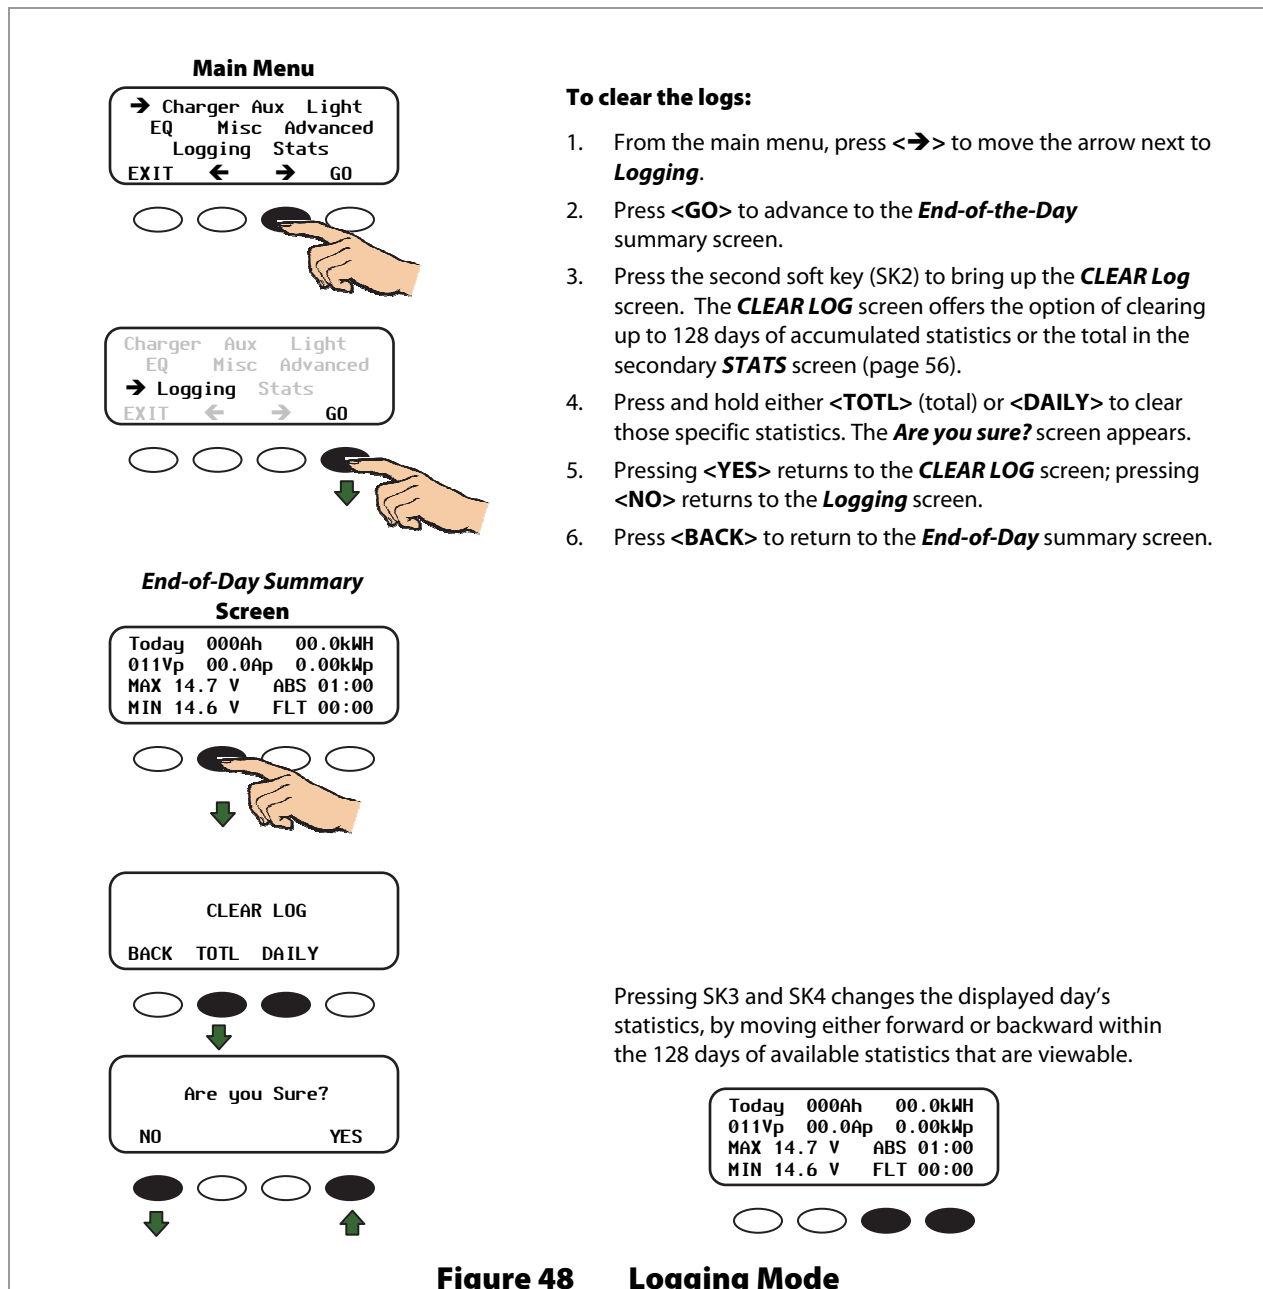 Main Menu
➔ Charger Aux Light
EQ Misc Advanced
Logging Stats
EXIT ← ➔ GO
Charger Aux Light
EQ Misc Advanced
➔ Logging Stats
EXIT ← ➔ GO
End-of-Day Summary
Screen
Today 000Ah 00.0kWH
011Vp 00.0Ap 0.00kWp
MAX 14.7 V ABS 01:00
MIN 14.6 V FLT 00:00
CLEAR LOG
BACK TOTL DAILY
Are you Sure?
NO YES
To clear the logs:
1. From the main menu, press <➔> to move the arrow next to
Logging.
2. Press <GO> to advance to the End-of-the-Day
summary screen.
3. Press the second soft key (SK2) to bring up the CLEAR Log
screen. The CLEAR LOG screen offers the option of clearing
up to 128 days of accumulated statistics or the total in the
secondary STATS screen (page 56).
4. Press and hold either <TOTL> (total) or <DAILY> to clear
those specific statistics. The Are you sure? screen appears.
5. Pressing <YES> returns to the CLEAR LOG screen; pressing
<NO> returns to the Logging screen.
6. Press <BACK> to return to the End-of-Day summary screen.
Pressing SK3 and SK4 changes the displayed day's
statistics, by moving either forward or backward within
the 128 days of available statistics that are viewable.
Today 000Ah 00.0kWH
011Vp 00.0Ap 0.00kWp
MAX 14.7 V ABS 01:00
MIN 14.6 V FLT 00:00
Figure 48 Logging Mode